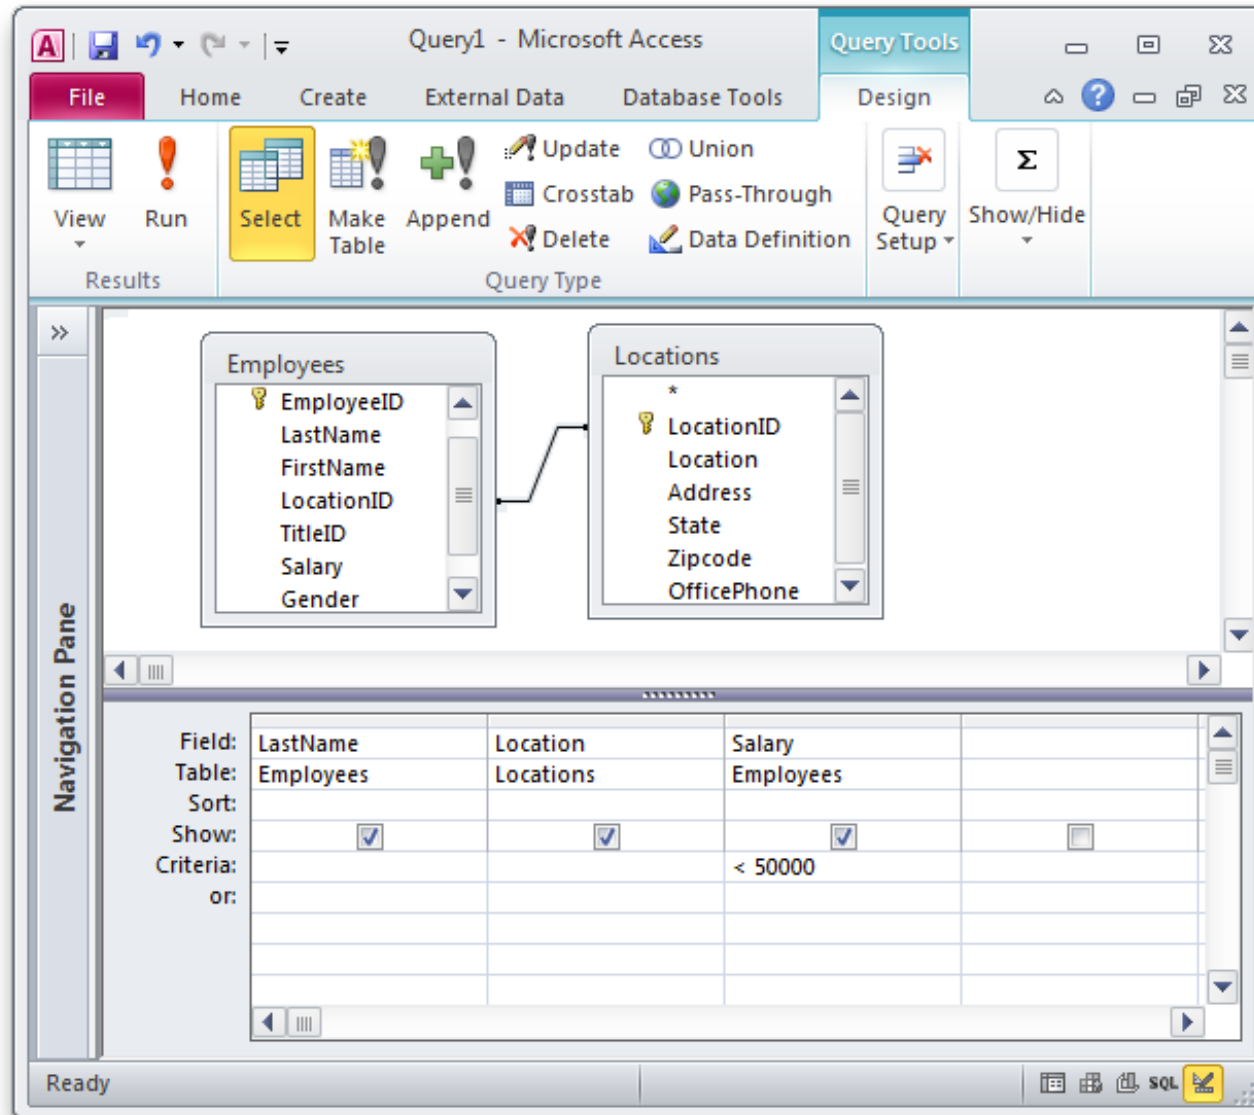 A
Query1 - Microsoft Access
Query Tools
File Home Create External Data Database Tools Design ?
View
Run
Results
Select
Make Table
Append
Update
Crosstab
Delete
Union
Pass-Through
Data Definition
Query Type
Query Setup
Σ
Show/Hide
»
Navigation Pane
Employees
EmployeeID
LastName
FirstName
LocationID
TitleID
Salary
Gender
Locations
*
LocationID
Location
Address
State
Zipcode
OfficePhone
Field: LastName Location Salary
Table: Employees Locations Employees
Sort:
Show:
Criteria: < 50000
or:
Ready
SQL